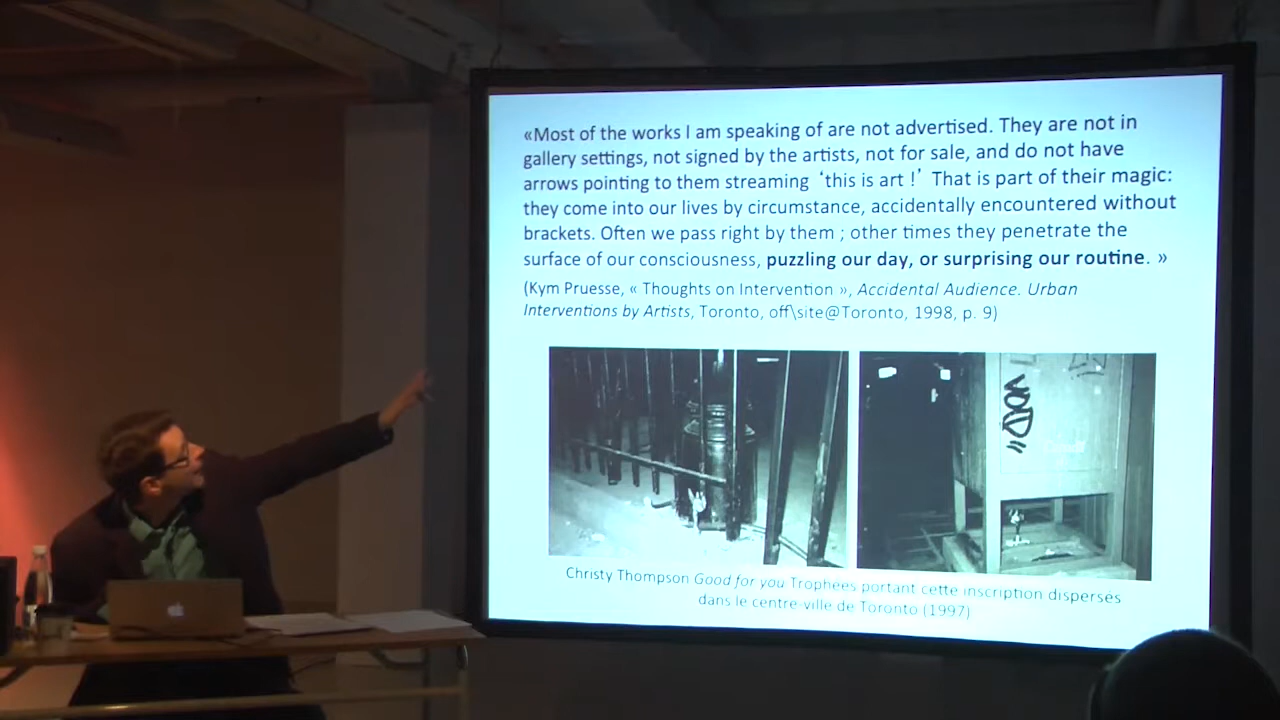 «Most of the works I am speaking of are not advertised. They are not in
gallery settings, not signed by the artists, not for sale, and do not have
arrows pointing to them streaming ‘this is art !’ That is part of their magic:
they come into our lives by circumstance, accidentally encountered without
brackets. Often we pass right by them ; other times they penetrate the
surface of our consciousness, puzzling our day, or surprising our routine. »
(Kym Pruesse, « Thoughts on Intervention », Accidental Audience. Urban
Interventions by Artists, Toronto, off\site@Toronto, 1998, p. 9)
VOID
Christy Thompson Good for you Trophées portant cette inscription dispersés
dans le centre-ville de Toronto (1997)